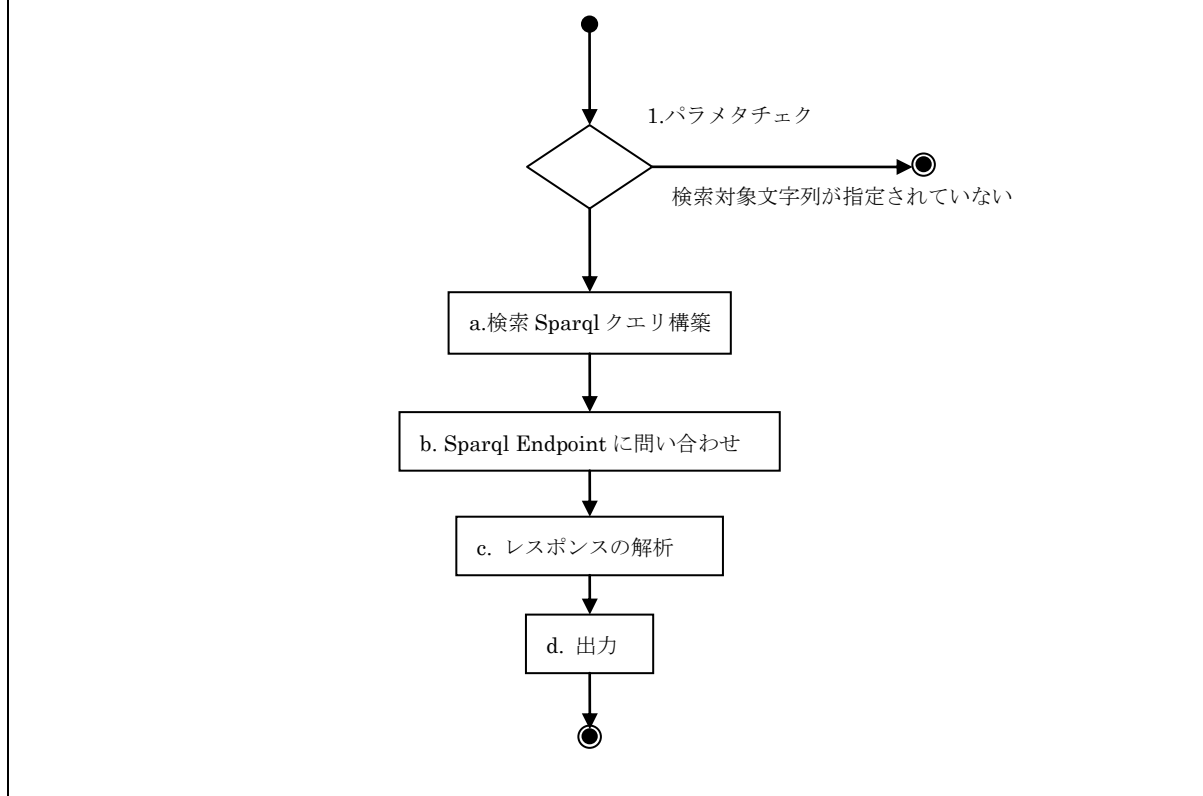 1.パラメタチェク
検索対象文字列が指定されていない
a.検索 Sparql クエリ構築
b. Sparql Endpoint に問い合わせ
c. レスポンスの解析
d. 出力